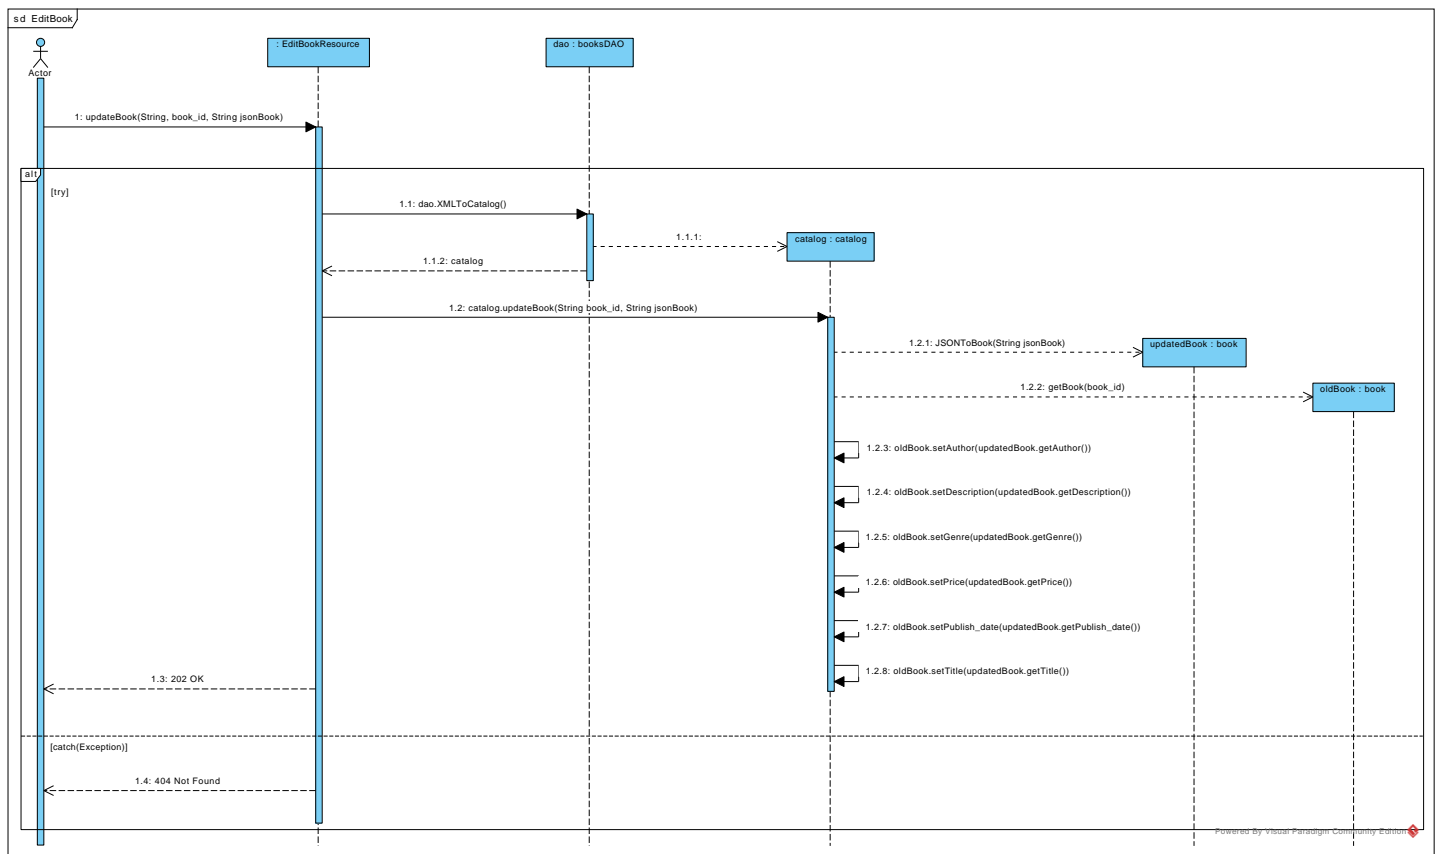 sd EditBook
: EditBookResource
dao : booksDAO
Actor
1: updateBook(String, book_id, String jsonBook)
alt
[try]
1.1: dao.XMLToCatalog()
1.1.1:
catalog : catalog
1.1.2: catalog
1.2: catalog.updateBook(String book_id, String jsonBook)
1.2.1: JSONToBook(String jsonBook)
updatedBook : book
1.2.2: getBook(book_id)
oldBook : book
1.2.3: oldBook.setAuthor(updatedBook.getAuthor())
1.2.4: oldBook.setDescription(updatedBook.getDescription())
1.2.5: oldBook.setGenre(updatedBook.getGenre())
1.2.6: oldBook.setPrice(updatedBook.getPrice())
1.2.7: oldBook.setPublish_date(updatedBook.getPublish_date())
1.2.8: oldBook.setTitle(updatedBook.getTitle())
1.3: 202 OK
[catch(Exception)]
1.4: 404 Not Found
Powered By Visual Paradigm Community Edition